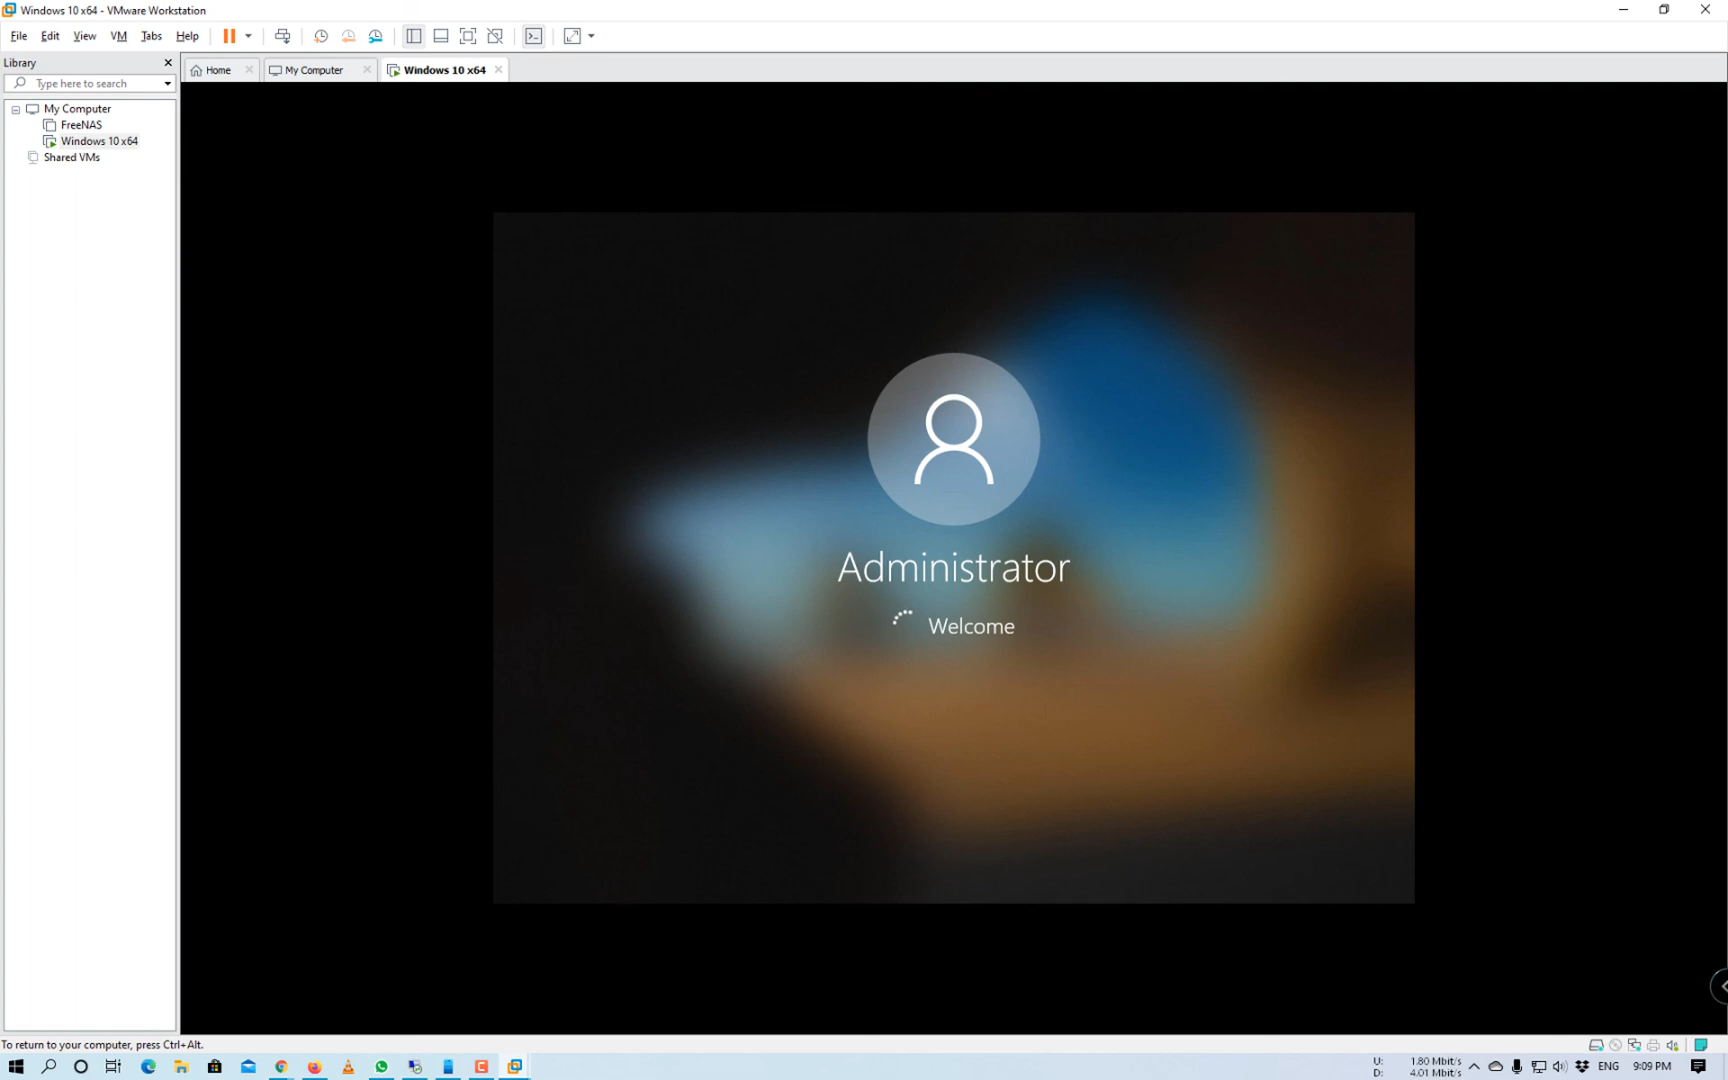 Windows 10 x64 - VMware Workstation
File Edit View VM Tabs Help
Library
Home My Computer Windows 10 x64
Type here to search
My Computer
FreeNAS
Windows 10 x64
Shared VMs
Administrator
Welcome
To return to your computer, press Ctrl+Alt.
U: 1.80 Mbit/s
D: 4.01 Mbit/s
ENG 9:09 PM